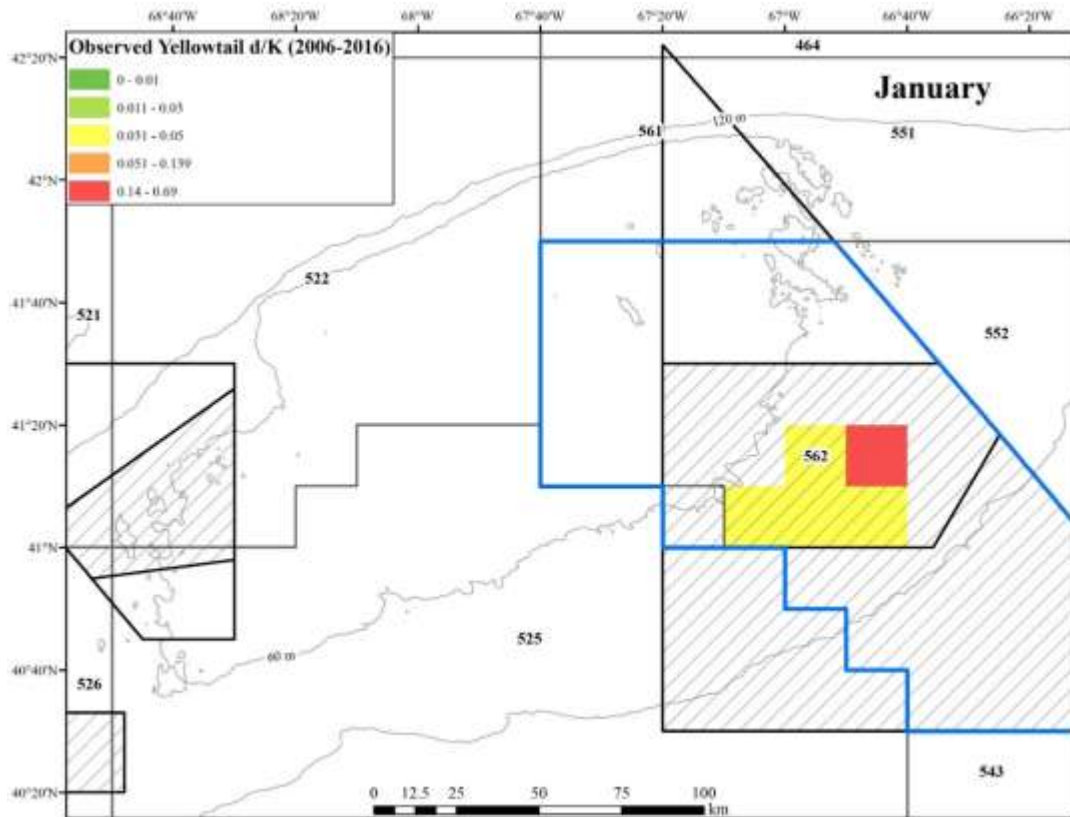 68°40'W 68°20'W 68°W 67°40'W 67°20'W 67°W 66°40'W 66°20'W
Observed Yellowtail d/K (2006-2016)
0 - 0.01
0.011 - 0.03
0.031 - 0.05
0.051 - 0.139
0.14 - 0.69
January
464
42°20'N
120 m
561
551
42°N
522
41°40'N
521
552
41°20'N
562
41°N
525
60 m
40°40'N
526
543
40°20'N
0 12.5 25 50 75 100
km